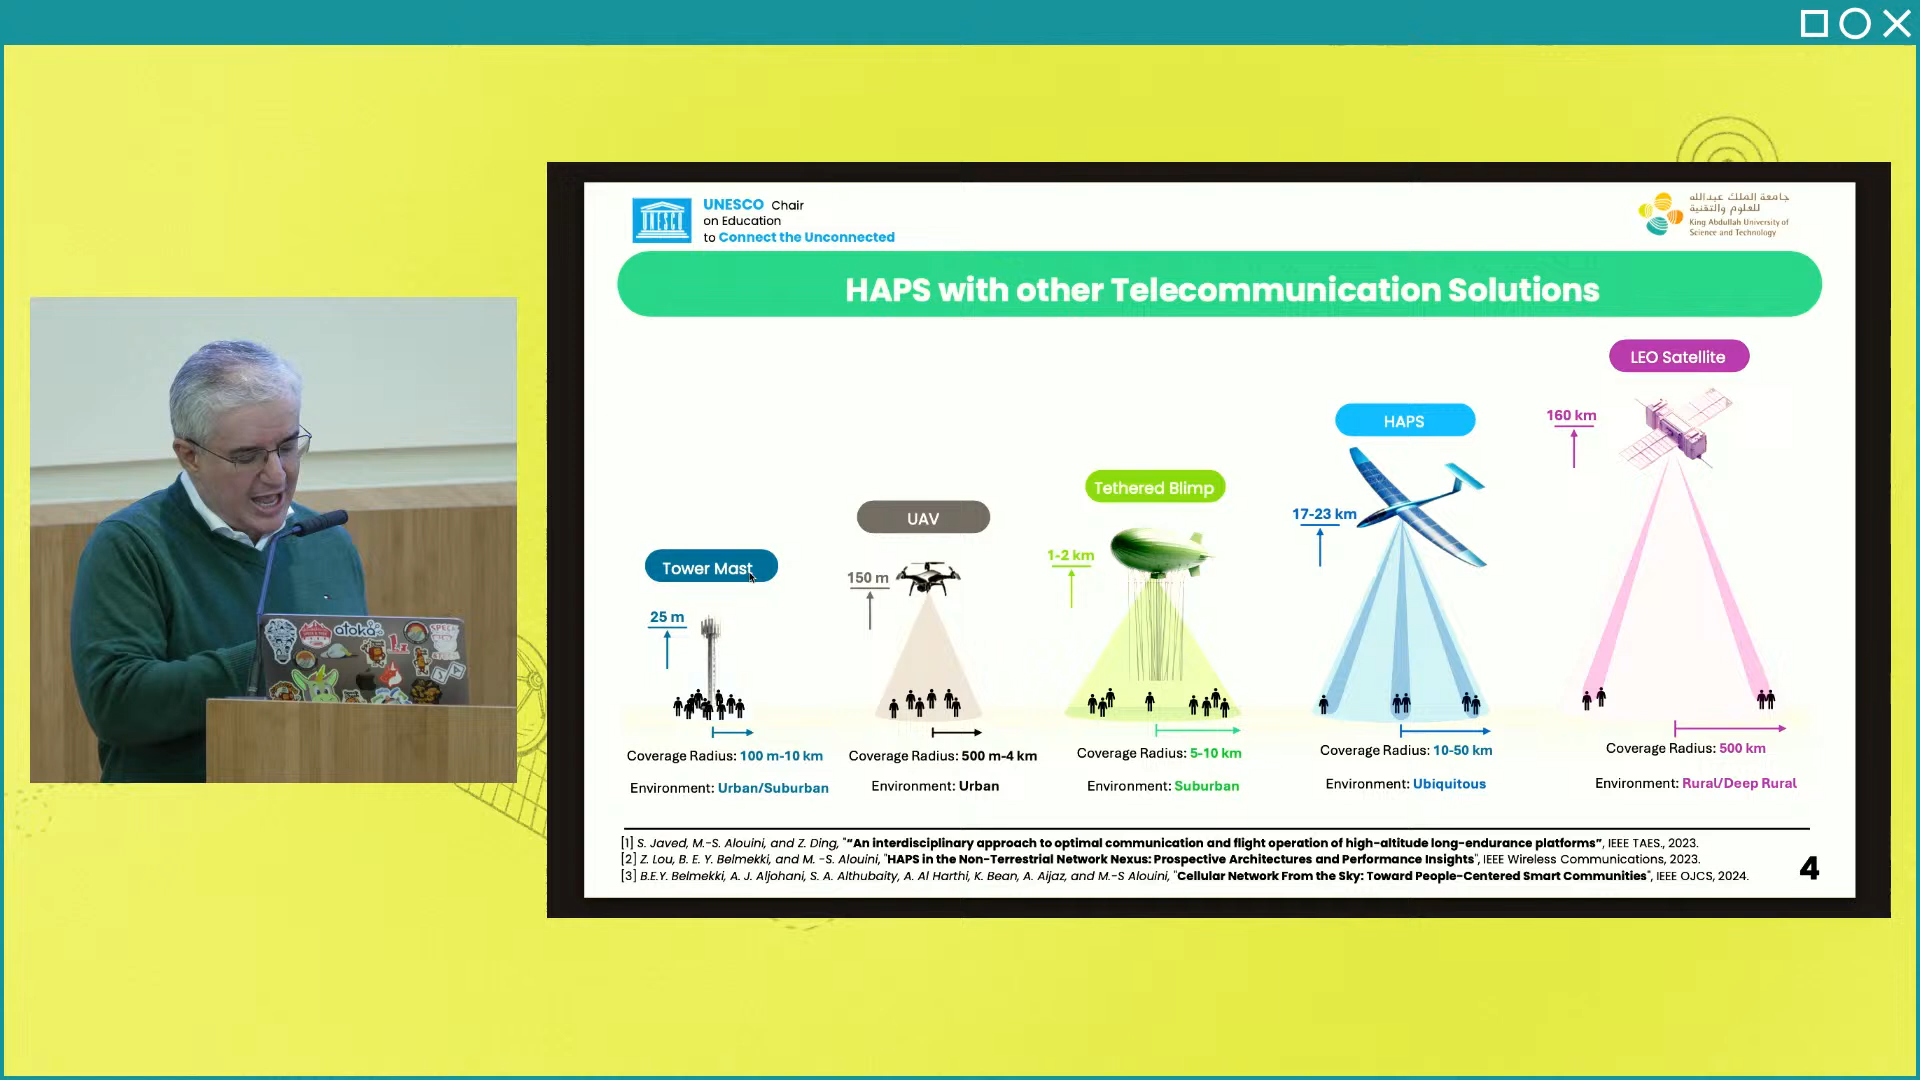 UNESCO Chair
on Education
to Connect the Unconnected
جامعة الملك عبدالله
للعلوم والتقنية
King Abdullah University of
Science and Technology
HAPS with other Telecommunication Solutions
LEO Satellite
160 km
HAPS
17-23 km
Tethered Blimp
1-2 km
UAV
150 m
Tower Mast
25 m
Coverage Radius: 100 m-10 km
Environment: Urban/Suburban
Coverage Radius: 500 m-4 km
Environment: Urban
Coverage Radius: 5-10 km
Environment: Suburban
Coverage Radius: 10-50 km
Environment: Ubiquitous
Coverage Radius: 500 km
Environment: Rural/Deep Rural
[1] S. Javed, M.-S. Alouini, and Z. Ding, "“An interdisciplinary approach to optimal communication and flight operation of high-altitude long-endurance platforms”, IEEE TAES., 2023.
[2] Z. Lou, B. E. Y. Belmekki, and M. -S. Alouini, "HAPS in the Non-Terrestrial Network Nexus: Prospective Architectures and Performance Insights", IEEE Wireless Communications, 2023.
[3] B.E.Y. Belmekki, A. J. Aljohani, S. A. Althubaity, A. Al Harthi, K. Bean, A. Aijaz, and M.-S Alouini, "Cellular Network From the Sky: Toward People-Centered Smart Communities", IEEE OJCS, 2024.
4
atoka